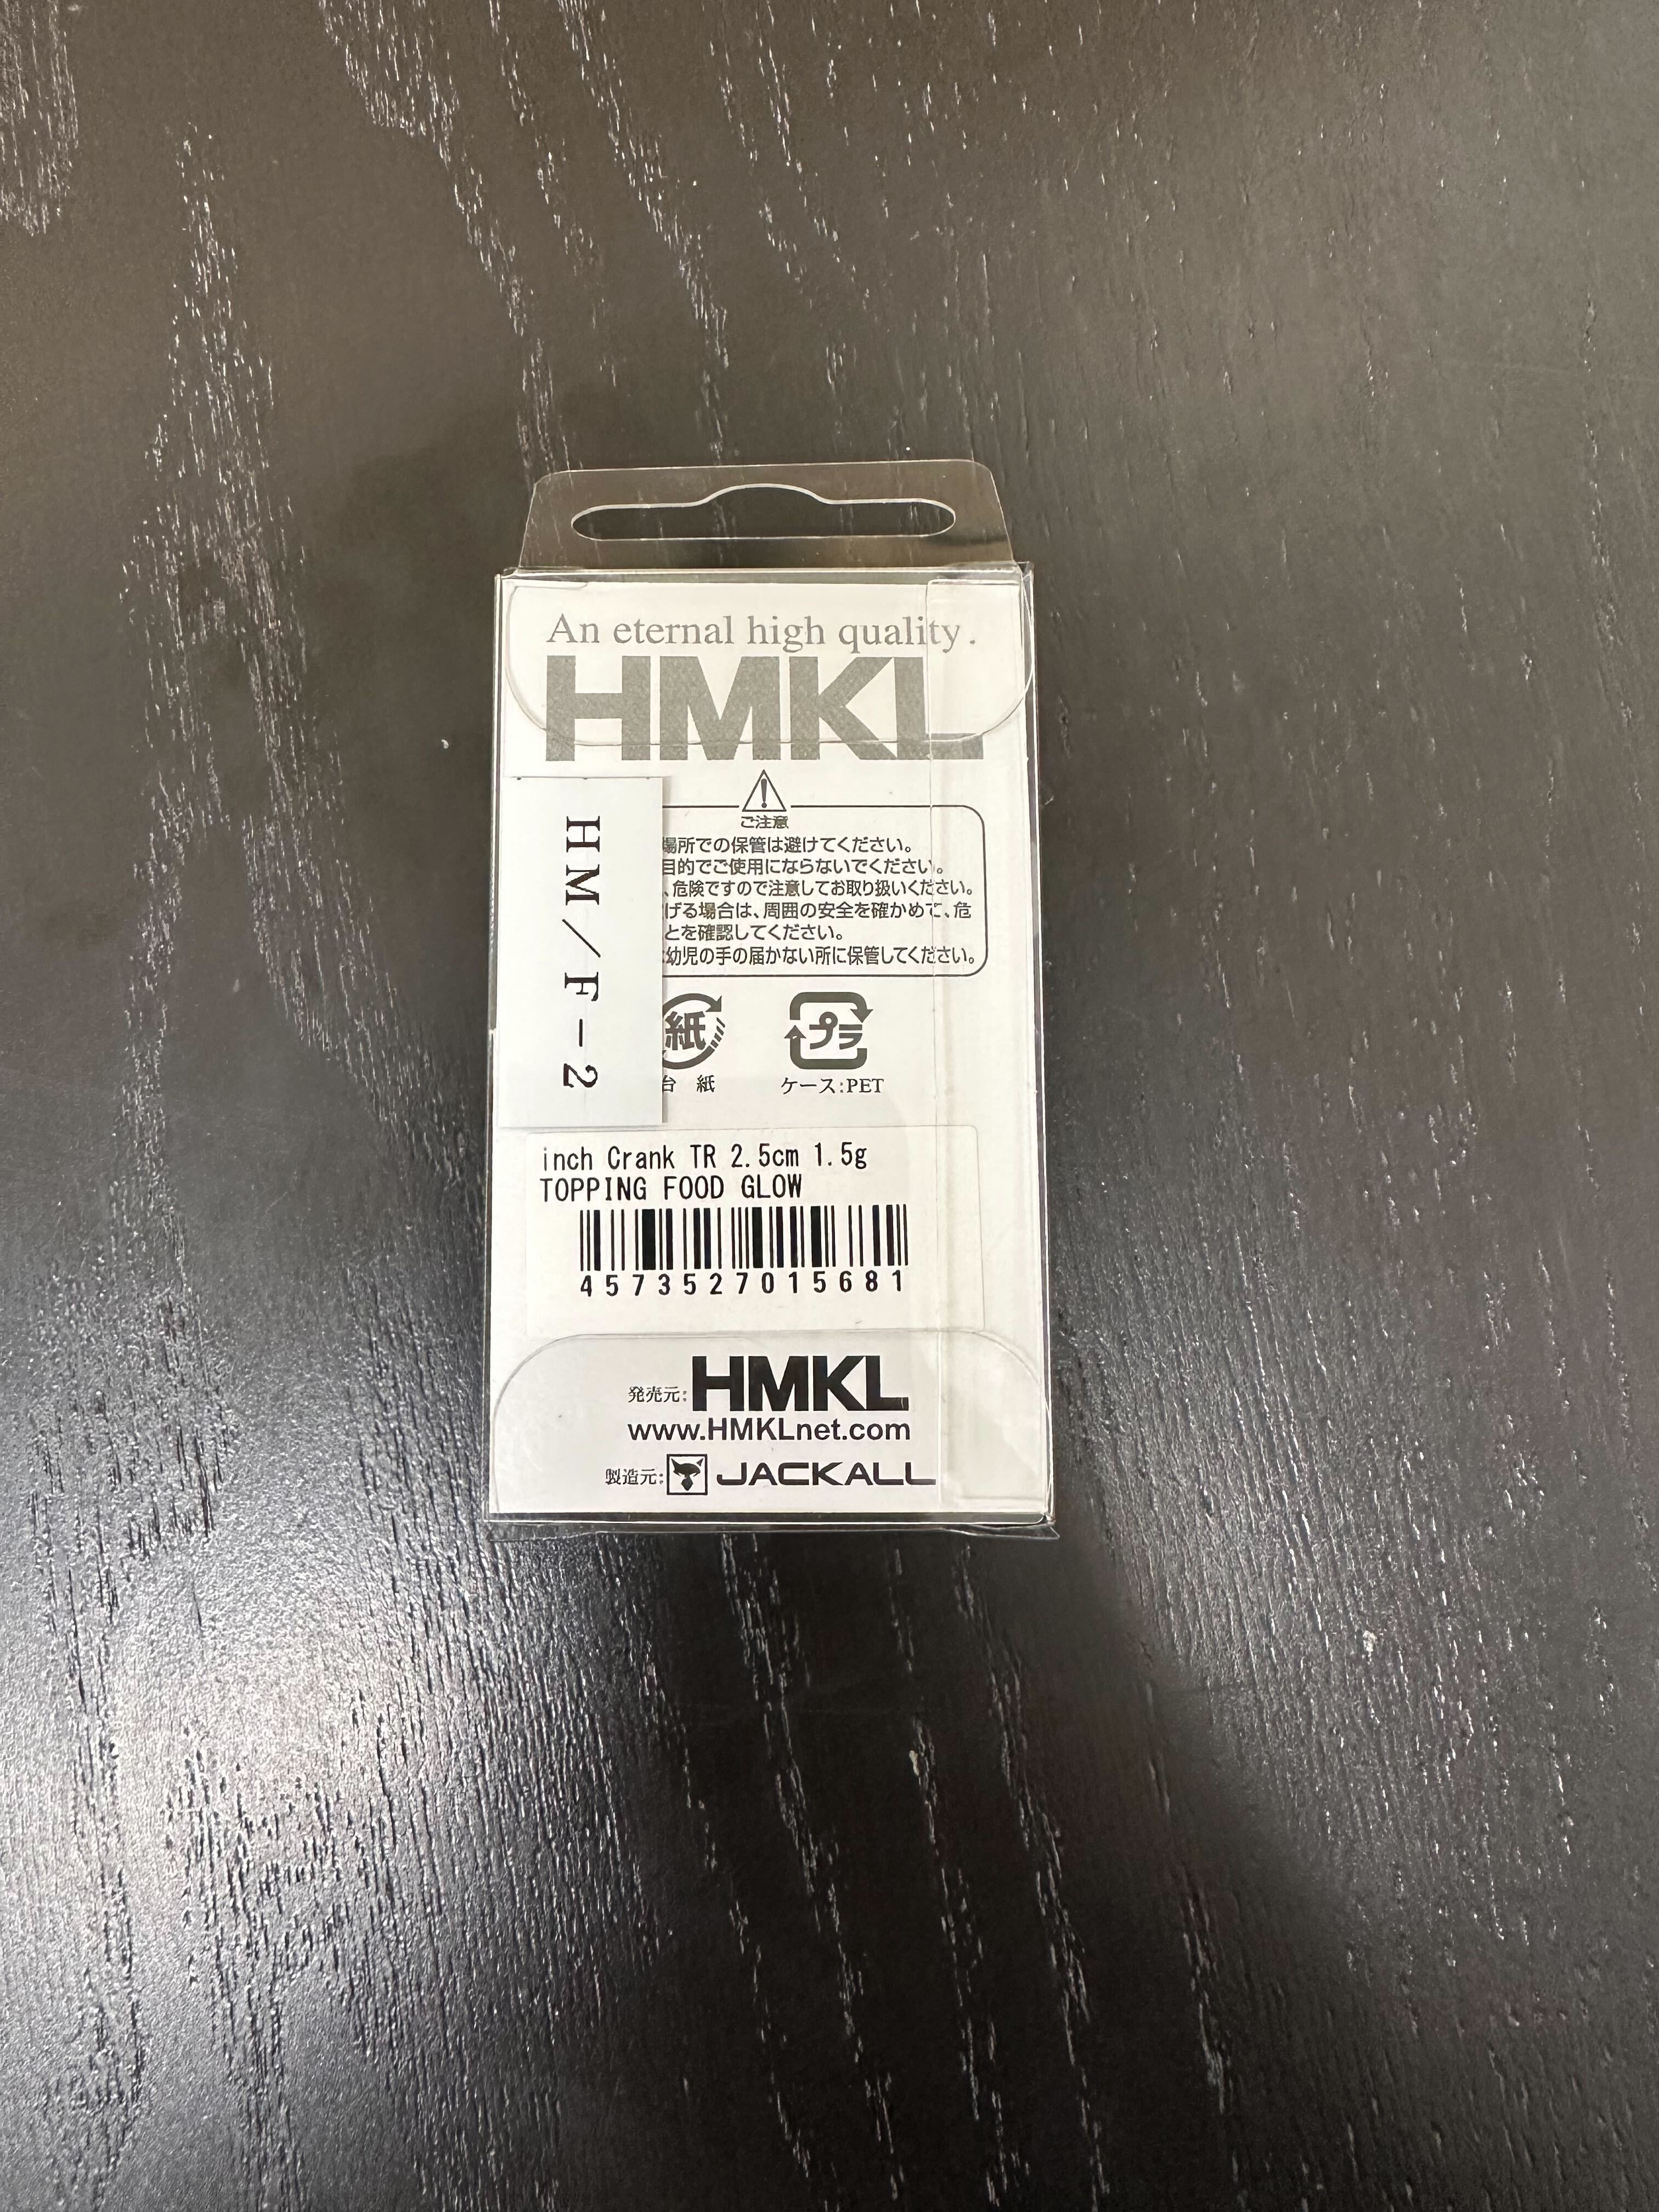 An eternal high quality.
HMKL
ご注意
場所での保管は避けてください。
目的でご使用にならないでください。
、危険ですので注意してお取り扱いください。
げる場合は、周囲の安全を確かめて、危
とを確認してください。
幼児の手の届かない所に保管してください。
HM/F-2
紙
プラ
台 紙
ケース:PET
inch Crank TR 2.5cm 1.5g
TOPPING FOOD GLOW
4573527015681
発売元: HMKL
www.HMKLnet.com
製造元: JACKALL